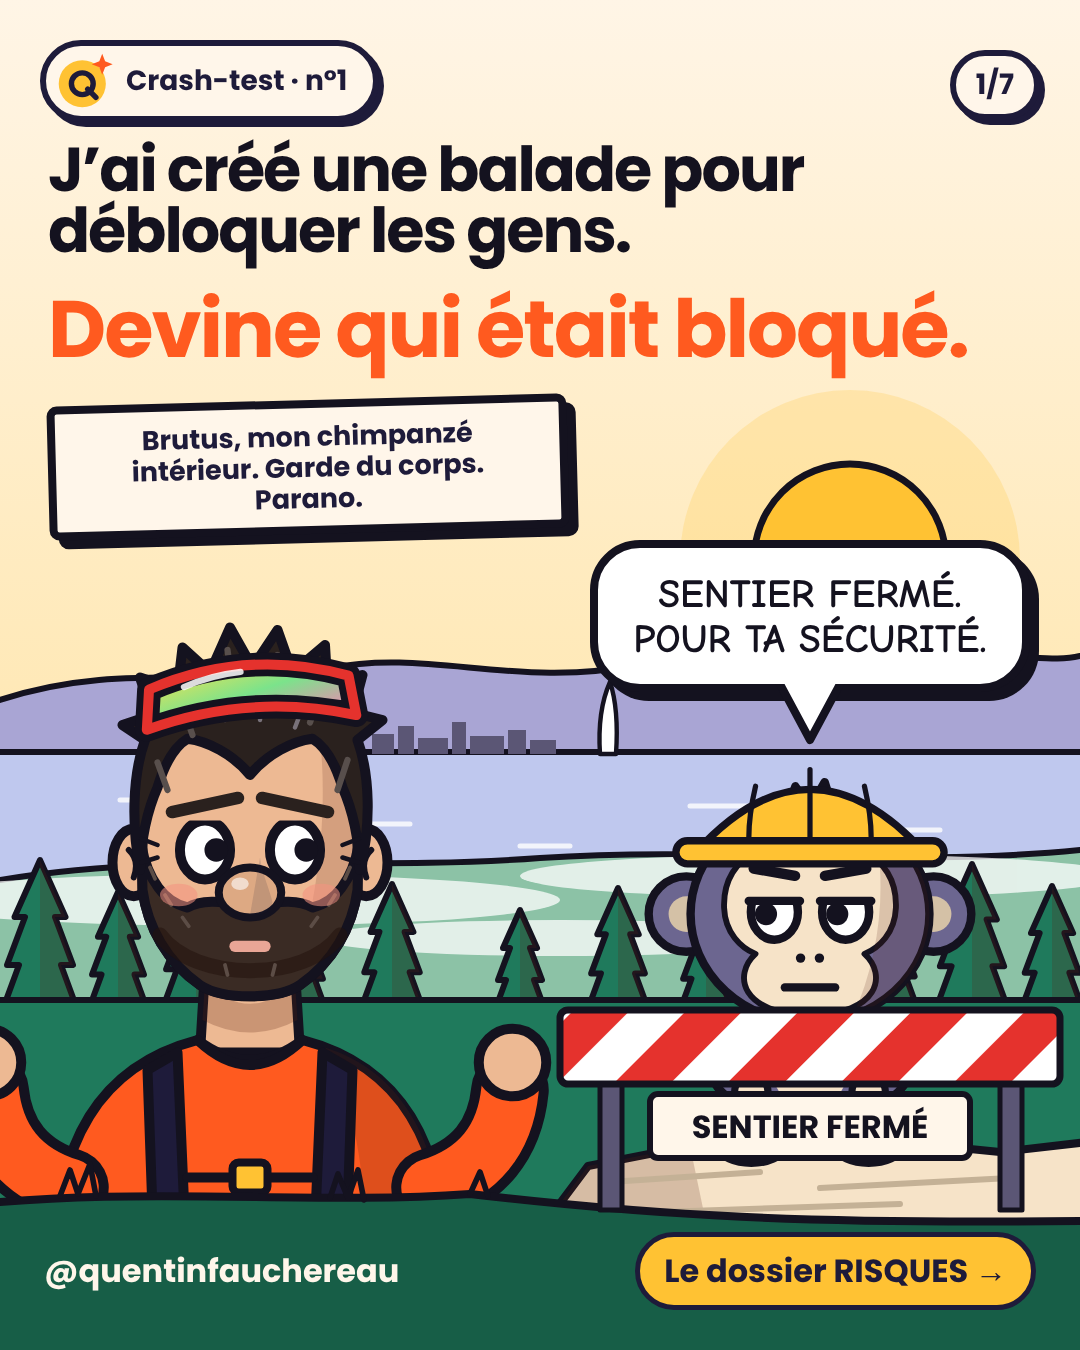 Q
Crash-test · n°1
1/7
J’ai créé une balade pour
débloquer les gens.
Devine qui était bloqué.
Brutus, mon chimpanzé
intérieur. Garde du corps.
Parano.
SENTIER FERMÉ.
POUR TA SÉCURITÉ.
SENTIER FERMÉ
@quentinfauchereau
Le dossier RISQUES →